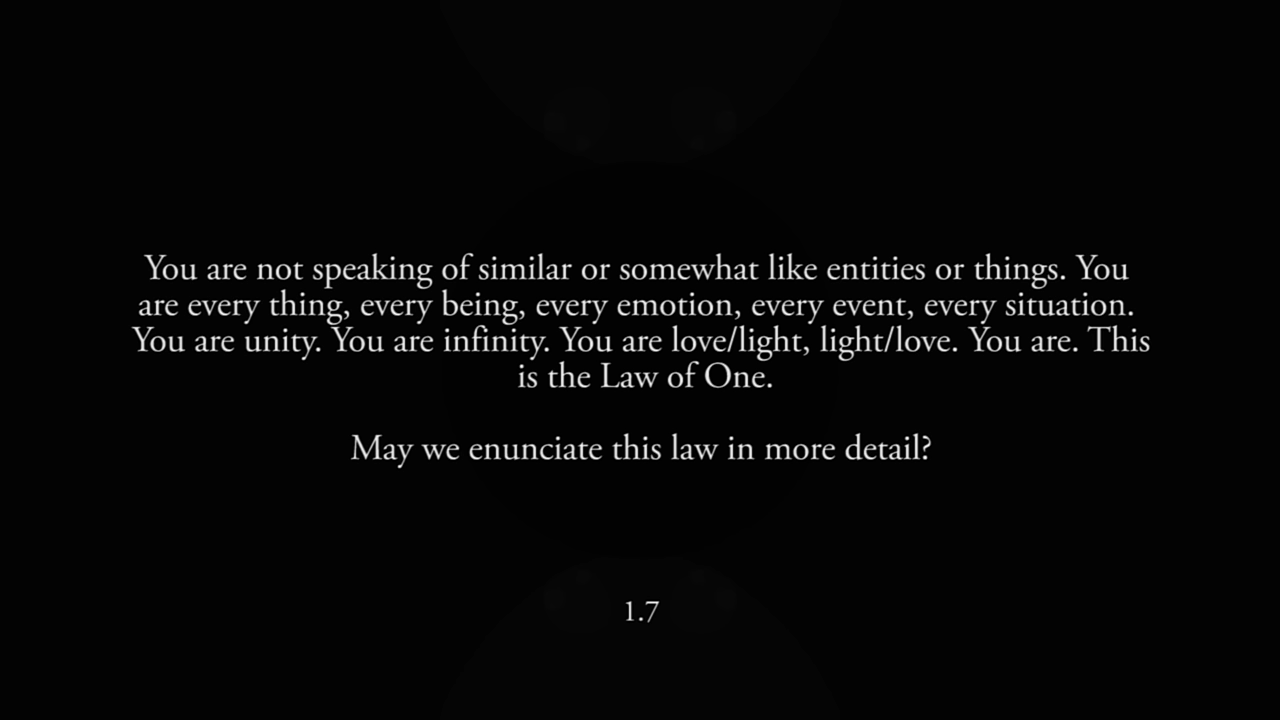 You are not speaking of similar or somewhat like entities or things. You
are every thing, every being, every emotion, every event, every situation.
You are unity. You are infinity. You are love/light, light/love. You are. This
is the Law of One.
May we enunciate this law in more detail?
1.7